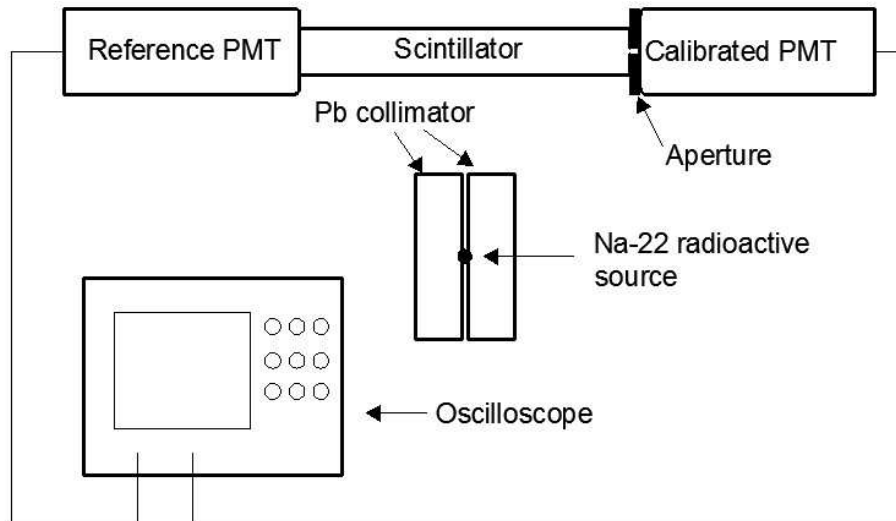 Reference PMT
Scintillator
Calibrated PMT
Pb collimator
Aperture
Na-22 radioactive
source
Oscilloscope